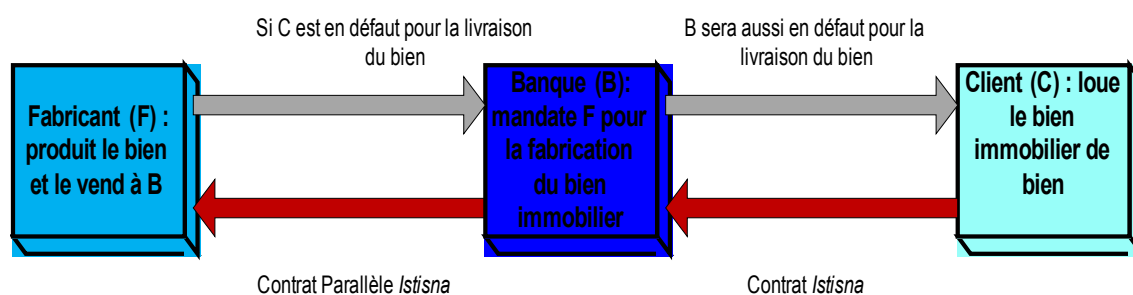 Si C est en défaut pour la livraison
du bien
B sera aussi en défaut pour la
livraison du bien
Fabricant (F) :
produit le bien
et le vend à B
Banque (B):
mandate F pour
la fabrication
du bien
immobilier
Client (C) : loue
le bien
immobilier de
bien
Contrat Parallèle Istisna
Contrat Istisna